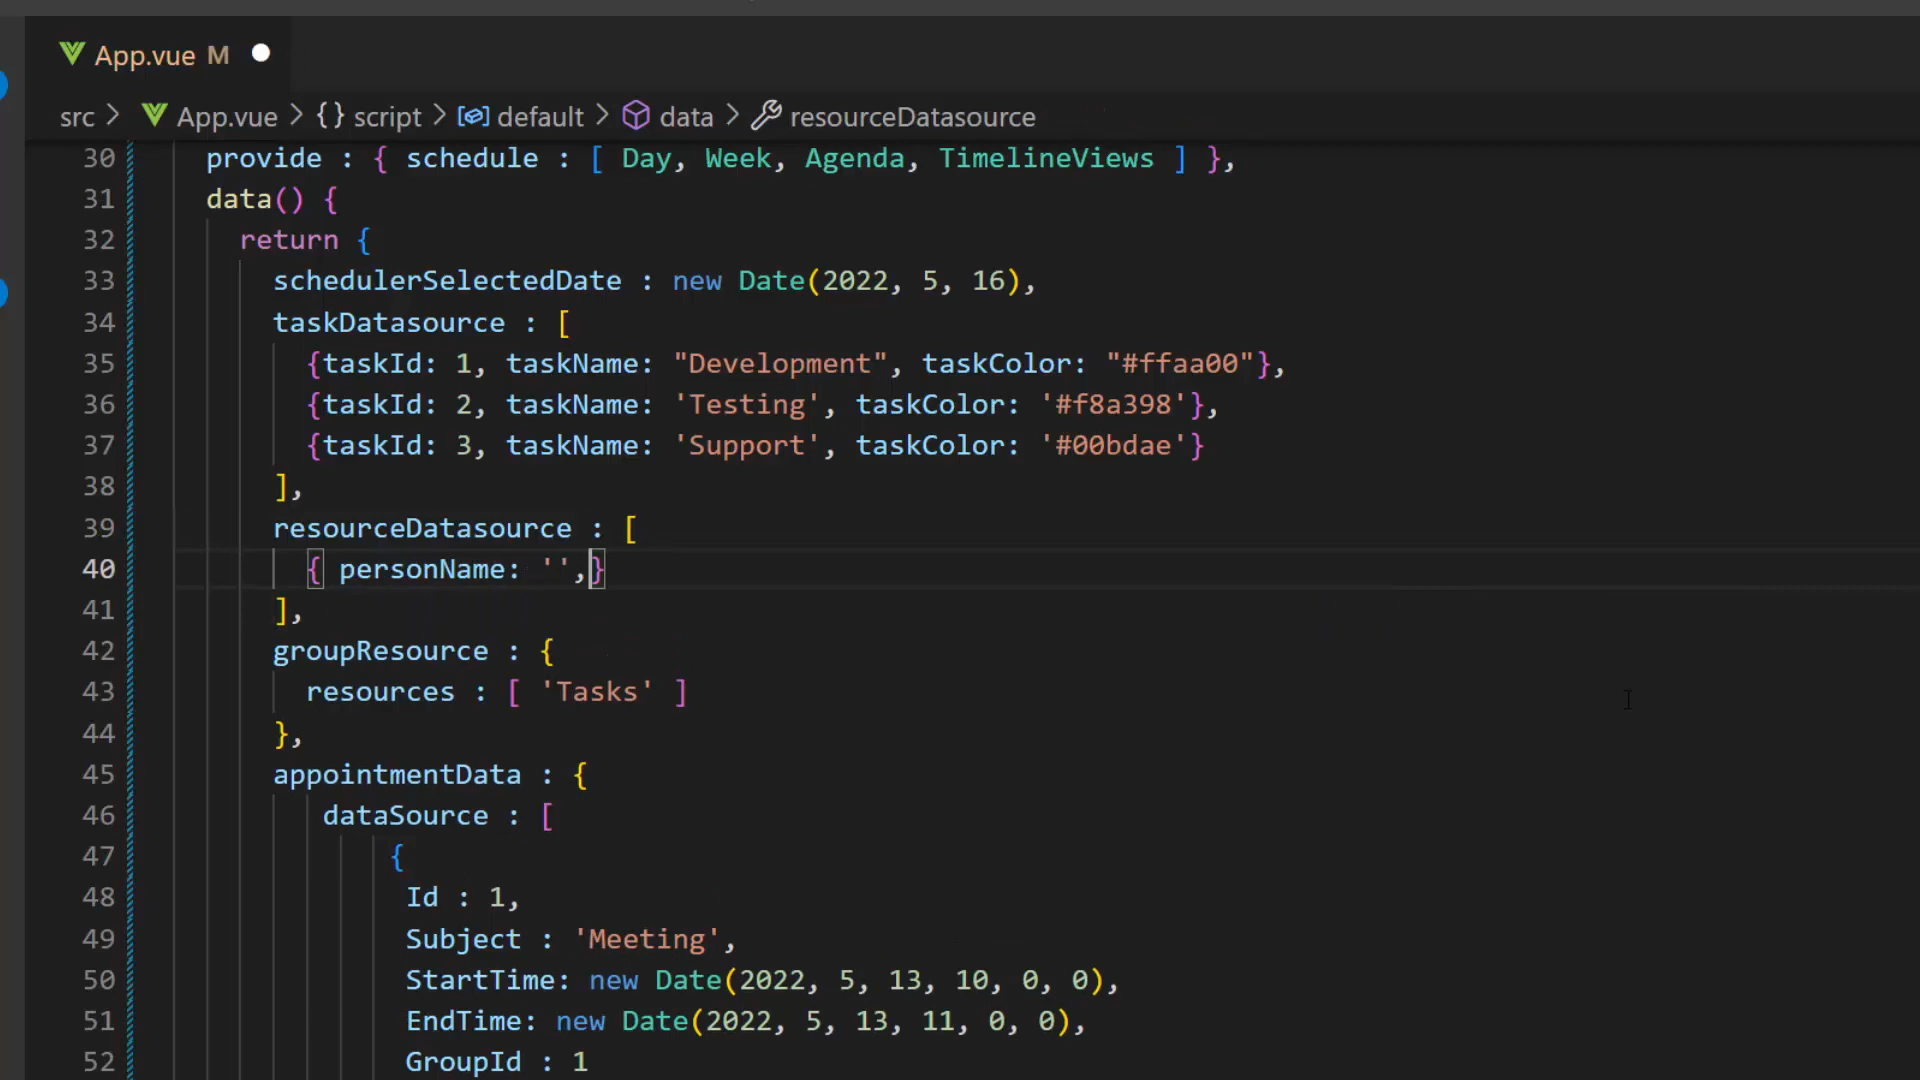 App.vue M
src > App.vue > {} script > default > data > resourceDatasource
30 provide : { schedule : [ Day, Week, Agenda, TimelineViews ] },
31 data() {
32 return {
33 schedulerSelectedDate : new Date(2022, 5, 16),
34 taskDatasource : [
35 {taskId: 1, taskName: "Development", taskColor: "#ffaa00"},
36 {taskId: 2, taskName: 'Testing', taskColor: '#f8a398'},
37 {taskId: 3, taskName: 'Support', taskColor: '#00bdae'}
38 ],
39 resourceDatasource : [
40 { personName: '',}
41 ],
42 groupResource : {
43 resources : [ 'Tasks' ]
44 },
45 appointmentData : {
46 dataSource : [
47 {
48 Id : 1,
49 Subject : 'Meeting',
50 StartTime: new Date(2022, 5, 13, 10, 0, 0),
51 EndTime: new Date(2022, 5, 13, 11, 0, 0),
52 GroupId : 1